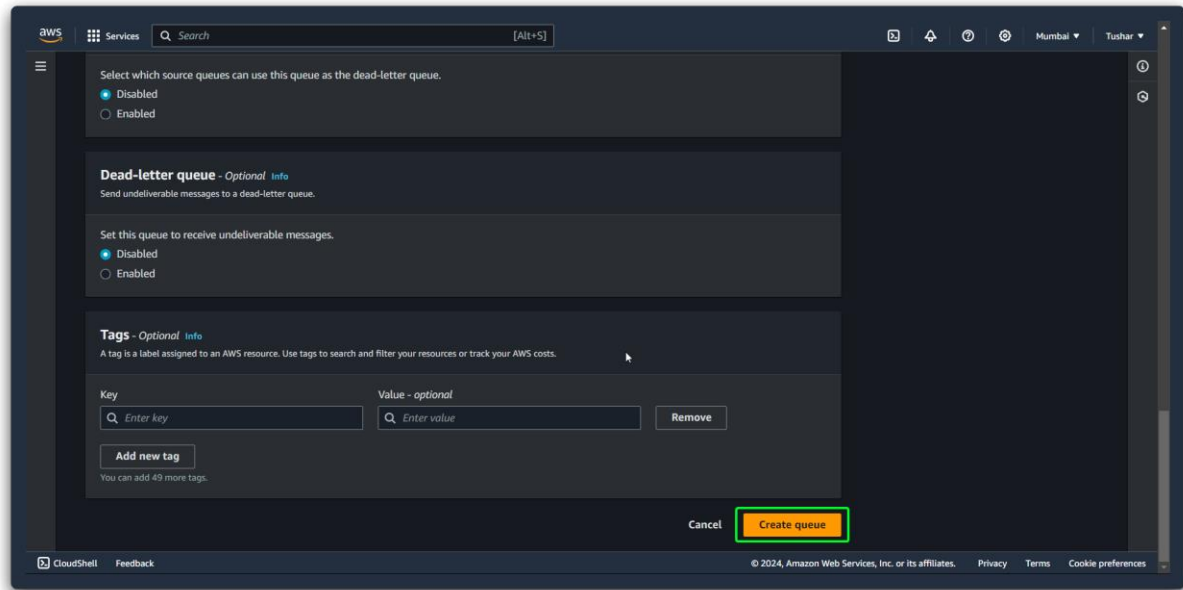 aws Services Search [Alt+S] Mumbai ▼ Tushar ▼
Select which source queues can use this queue as the dead-letter queue.
Disabled
Enabled
Dead-letter queue - Optional Info
Send undeliverable messages to a dead-letter queue.
Set this queue to receive undeliverable messages.
Disabled
Enabled
Tags - Optional Info
A tag is a label assigned to an AWS resource. Use tags to search and filter your resources or track your AWS costs.
Key Value - optional
Enter key Enter value Remove
Add new tag
You can add 49 more tags.
Cancel Create queue
CloudShell Feedback © 2024, Amazon Web Services, Inc. or its affiliates. Privacy Terms Cookie preferences